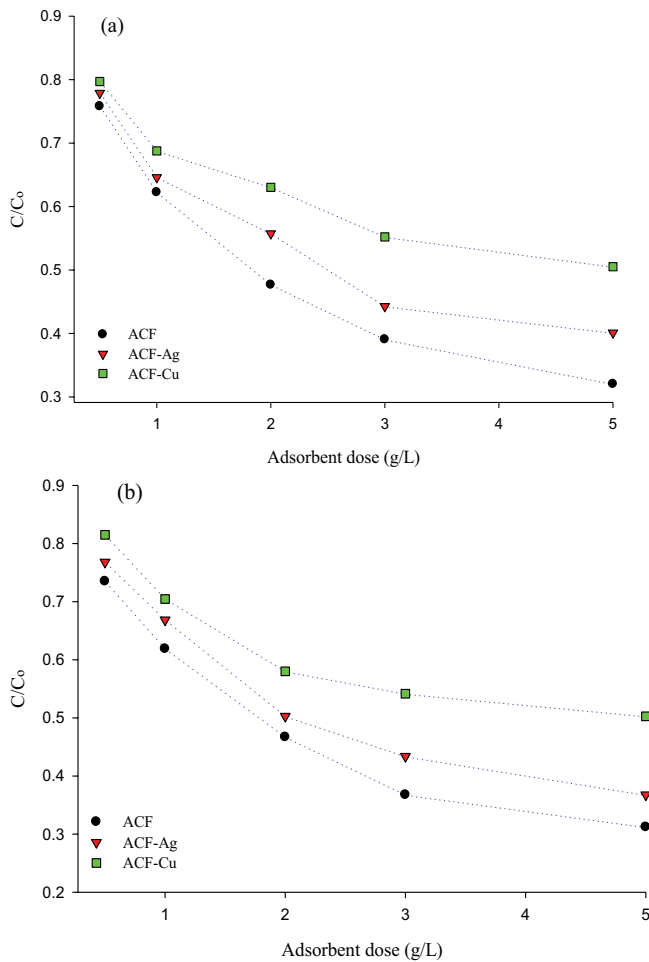 (a)
0.9
0.8
0.7
0.6
0.5
0.4
0.3
C/Co
ACF
ACF-Ag
ACF-Cu
1 2 3 4 5
Adsorbent dose (g/L)
(b)
0.9
0.8
0.7
0.6
0.5
0.4
0.3
0.2
C/Co
ACF
ACF-Ag
ACF-Cu
1 2 3 4 5
Adsorbent dose (g/L)